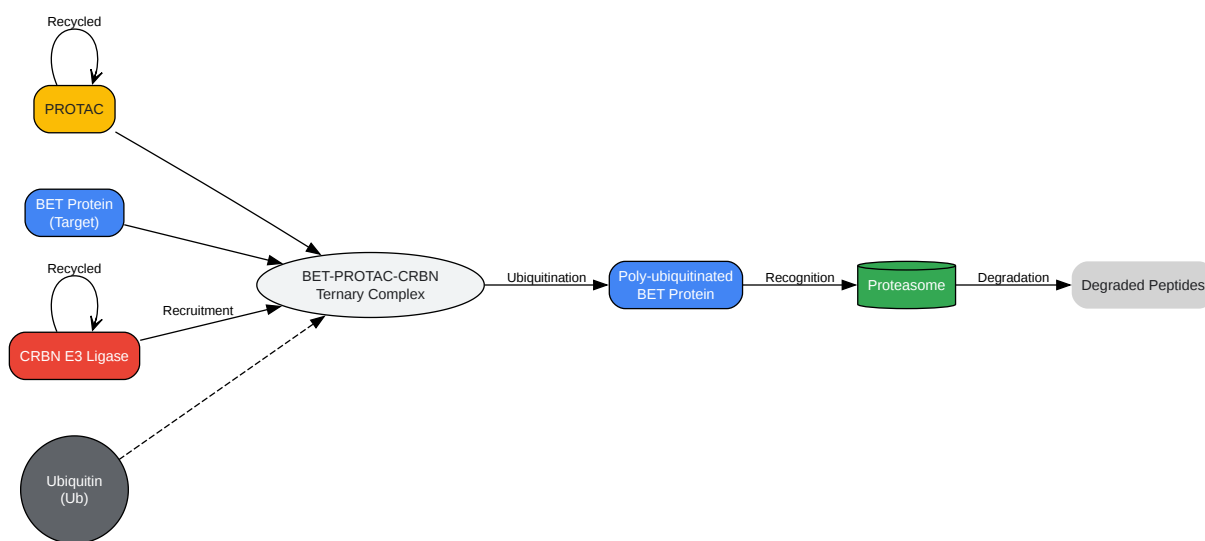 Recycled
PROTAC
BET Protein
(Target)
Recycled
CRBN E3 Ligase
Recruitment
Ubiquitin
(Ub)
BET-PROTAC-CRBN
Ternary Complex
Ubiquitination
Poly-ubiquitinated
BET Protein
Recognition
Proteasome
Degradation
Degraded Peptides